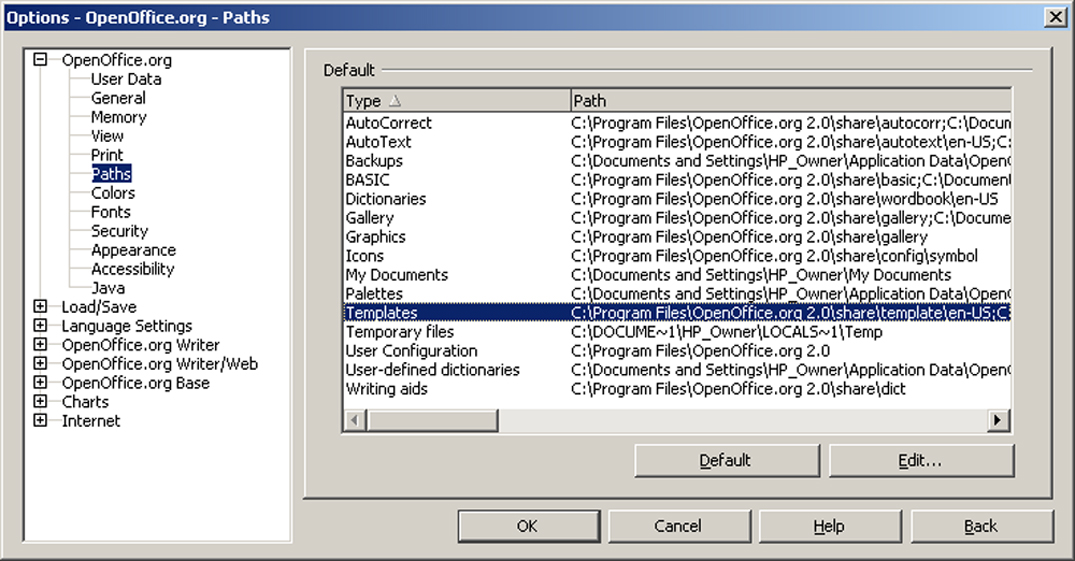 Options - OpenOffice.org - Paths
OpenOffice.org
User Data
General
Memory
View
Print
Paths
Colors
Fonts
Security
Appearance
Accessibility
Java
Load/Save
Language Settings
OpenOffice.org Writer
OpenOffice.org Writer/Web
OpenOffice.org Base
Charts
Internet
Default
Type Path
AutoCorrect C:\Program Files\OpenOffice.org 2.0\share\autocorr;C:\Docum
AutoText C:\Program Files\OpenOffice.org 2.0\share\autotext\en-US;C:
Backups C:\Documents and Settings\HP_Owner\Application Data\OpenO
BASIC C:\Program Files\OpenOffice.org 2.0\share\basic;C:\Document
Dictionaries C:\Program Files\OpenOffice.org 2.0\share\wordbook\en-US
Gallery C:\Program Files\OpenOffice.org 2.0\share\gallery;C:\Docume
Graphics C:\Program Files\OpenOffice.org 2.0\share\gallery
Icons C:\Program Files\OpenOffice.org 2.0\share\config\symbol
My Documents C:\Documents and Settings\HP_Owner\My Documents
Palettes C:\Documents and Settings\HP_Owner\Application Data\OpenO
Templates C:\Program Files\OpenOffice.org 2.0\share\template\en-US;C:
Temporary files C:\DOCUME~1\HP_Owner\LOCALS~1\Temp
User Configuration C:\Program Files\OpenOffice.org 2.0
User-defined dictionaries C:\Documents and Settings\HP_Owner\Application Data\OpenO
Writing aids C:\Program Files\OpenOffice.org 2.0\share\dict
Default Edit...
OK Cancel Help Back